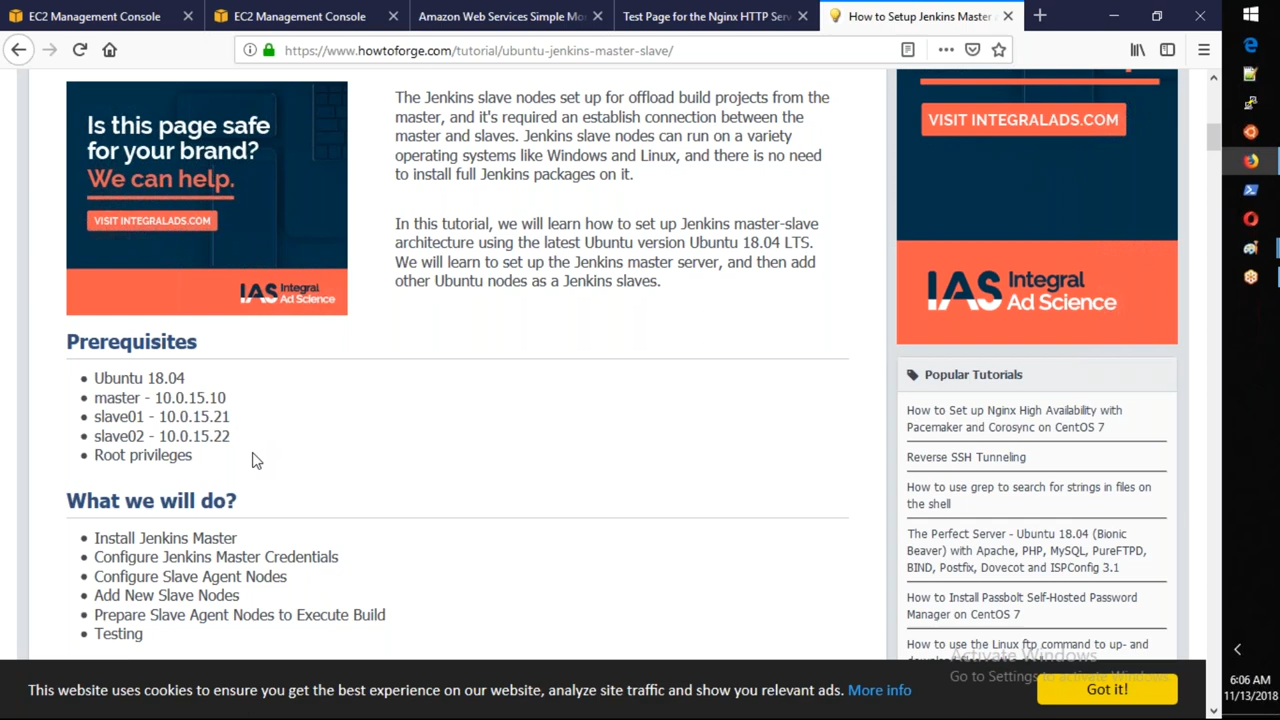 EC2 Management Console
EC2 Management Console
Amazon Web Services Simple Mo
Test Page for the Nginx HTTP Serv
How to Setup Jenkins Master
https://www.howtoforge.com/tutorial/ubuntu-jenkins-master-slave/
Is this page safe
for your brand?
We can help.
VISIT INTEGRALADS.COM
IAS Integral
Ad Science
The Jenkins slave nodes set up for offload build projects from the
master, and it's required an establish connection between the
master and slaves. Jenkins slave nodes can run on a variety
operating systems like Windows and Linux, and there is no need
to install full Jenkins packages on it.
In this tutorial, we will learn how to set up Jenkins master-slave
architecture using the latest Ubuntu version Ubuntu 18.04 LTS.
We will learn to set up the Jenkins master server, and then add
other Ubuntu nodes as a Jenkins slaves.
Prerequisites
Ubuntu 18.04
master - 10.0.15.10
slave01 - 10.0.15.21
slave02 - 10.0.15.22
Root privileges
What we will do?
Install Jenkins Master
Configure Jenkins Master Credentials
Configure Slave Agent Nodes
Add New Slave Nodes
Prepare Slave Agent Nodes to Execute Build
Testing
VISIT INTEGRALADS.COM
IAS Integral
Ad Science
Popular Tutorials
How to Set up Nginx High Availability with
Pacemaker and Corosync on CentOS 7
Reverse SSH Tunneling
How to use grep to search for strings in files on
the shell
The Perfect Server - Ubuntu 18.04 (Bionic
Beaver) with Apache, PHP, MySQL, PureFTPD,
BIND, Postfix, Dovecot and ISPConfig 3.1
How to Install Passbolt Self-Hosted Password
Manager on CentOS 7
How to use the Linux ftp command to up- and
Activate Windows
Go to Settings to activate Windows.
This website uses cookies to ensure you get the best experience on our website, analyze site traffic and show you relevant ads. More info
Got it!
6:06 AM
11/13/2018